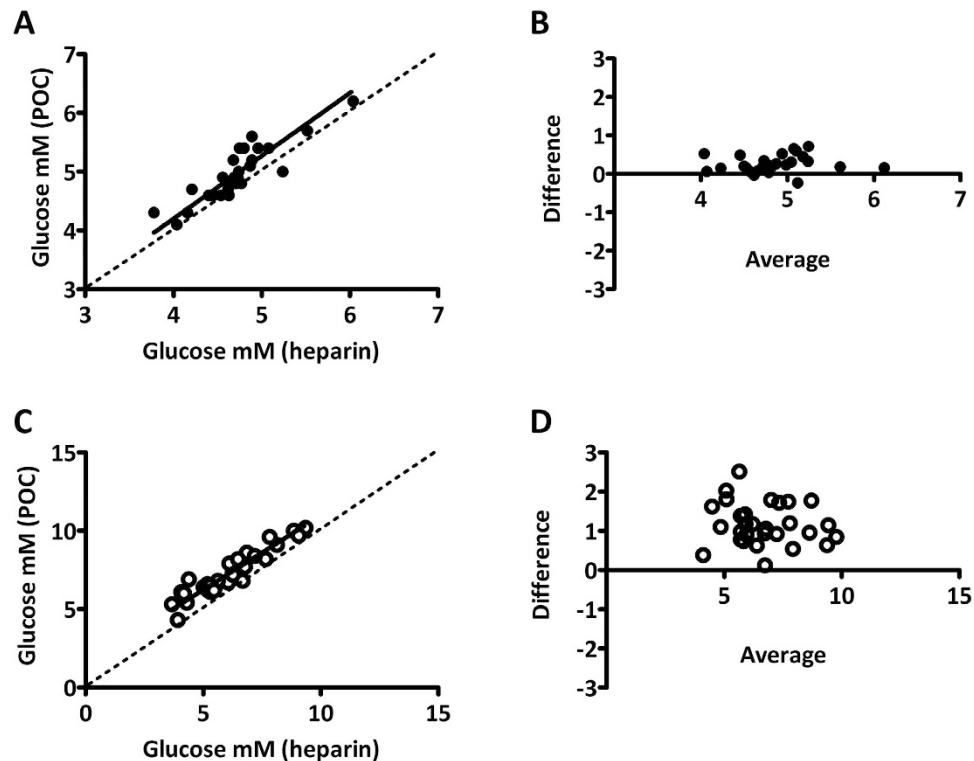 A
Glucose mM (POC)
7
6
5
4
3
3 4 5 6 7
Glucose mM (heparin)
B
Difference
3
2
1
0
-1
-2
-3
4 5 6 7
Average
C
Glucose mM (POC)
15
10
5
0
0 5 10 15
Glucose mM (heparin)
D
Difference
3
2
1
0
-1
-2
-3
5 10 15
Average